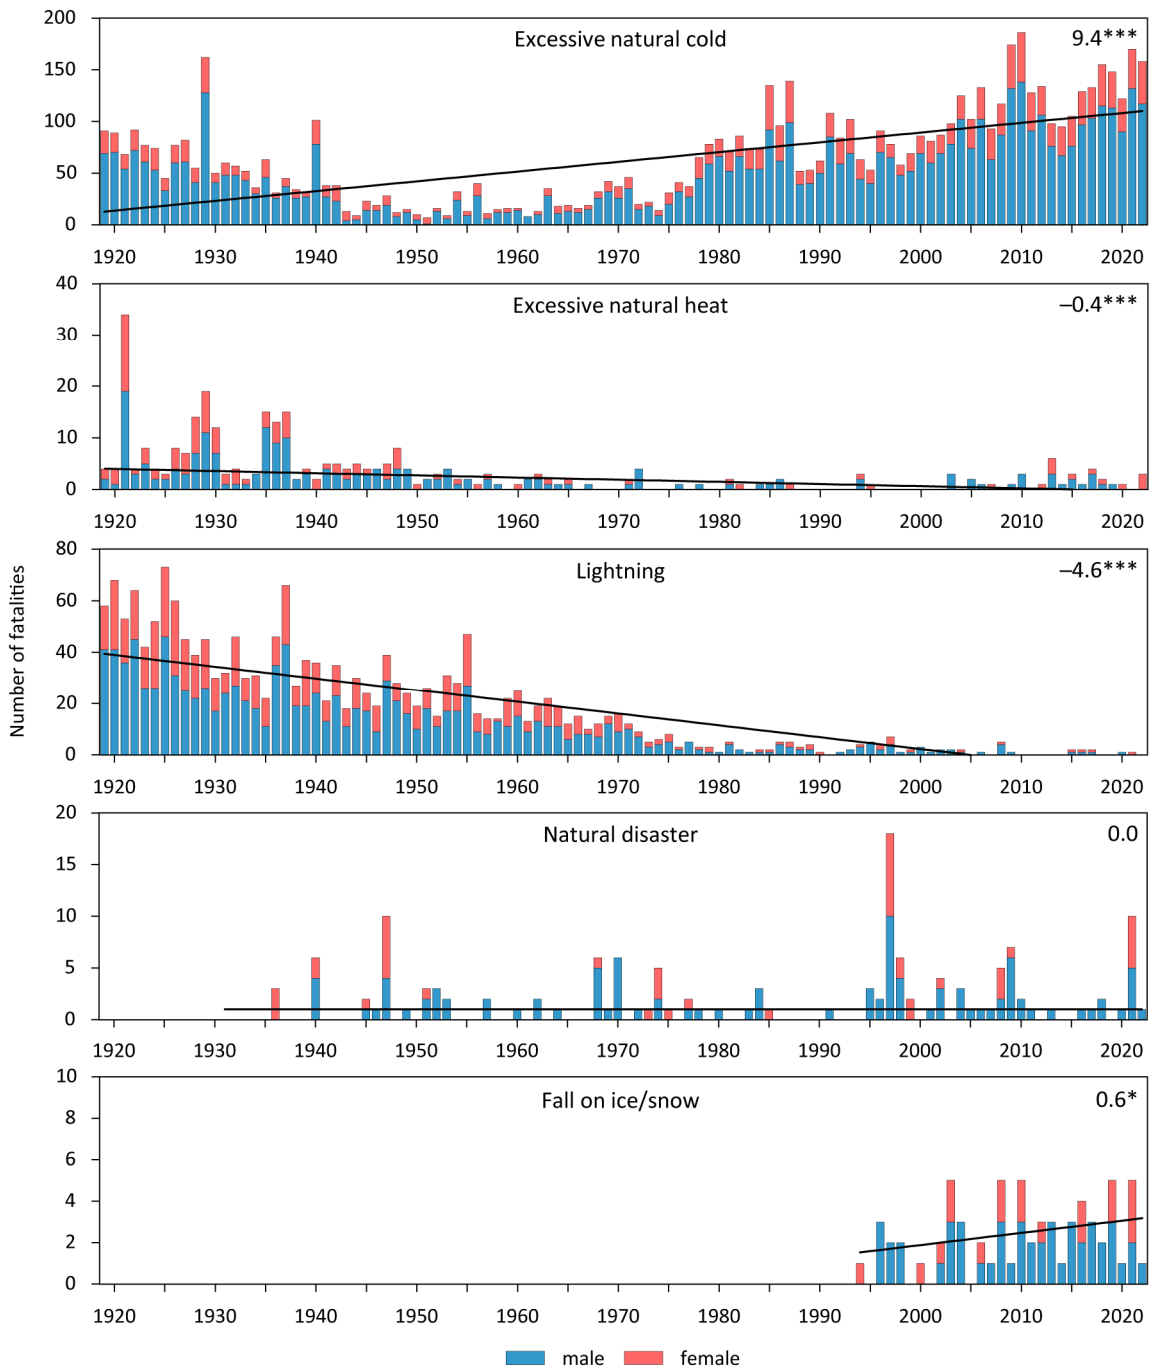 Number of fatalities
200
150
100
50
0
Excessive natural cold
9.4***
1920 1930 1940 1950 1960 1970 1980 1990 2000 2010 2020
40
30
20
10
0
Excessive natural heat
–0.4***
1920 1930 1940 1950 1960 1970 1980 1990 2000 2010 2020
80
60
40
20
0
Lightning
–4.6***
1920 1930 1940 1950 1960 1970 1980 1990 2000 2010 2020
20
15
10
5
0
Natural disaster
0.0
1920 1930 1940 1950 1960 1970 1980 1990 2000 2010 2020
10
8
6
4
2
0
Fall on ice/snow
0.6*
1920 1930 1940 1950 1960 1970 1980 1990 2000 2010 2020
male female